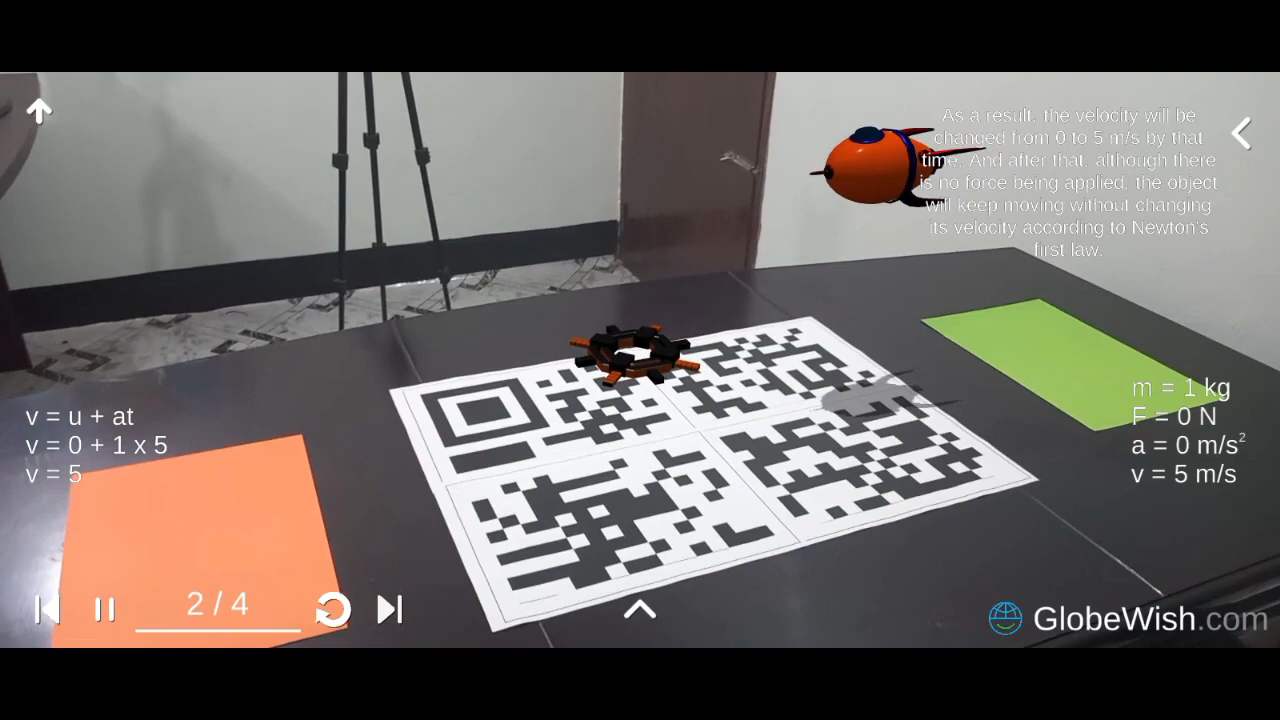 As a result, the velocity will be
changed from 0 to 5 m/s by that
time. And after that, although there
is no force being applied, the object
will keep moving without changing
its velocity according to Newton's
first law.
v = u + at
v = 0 + 1 x 5
v = 5
m = 1 kg
F = 0 N
a = 0 m/s²
v = 5 m/s
2 / 4
GlobeWish.com